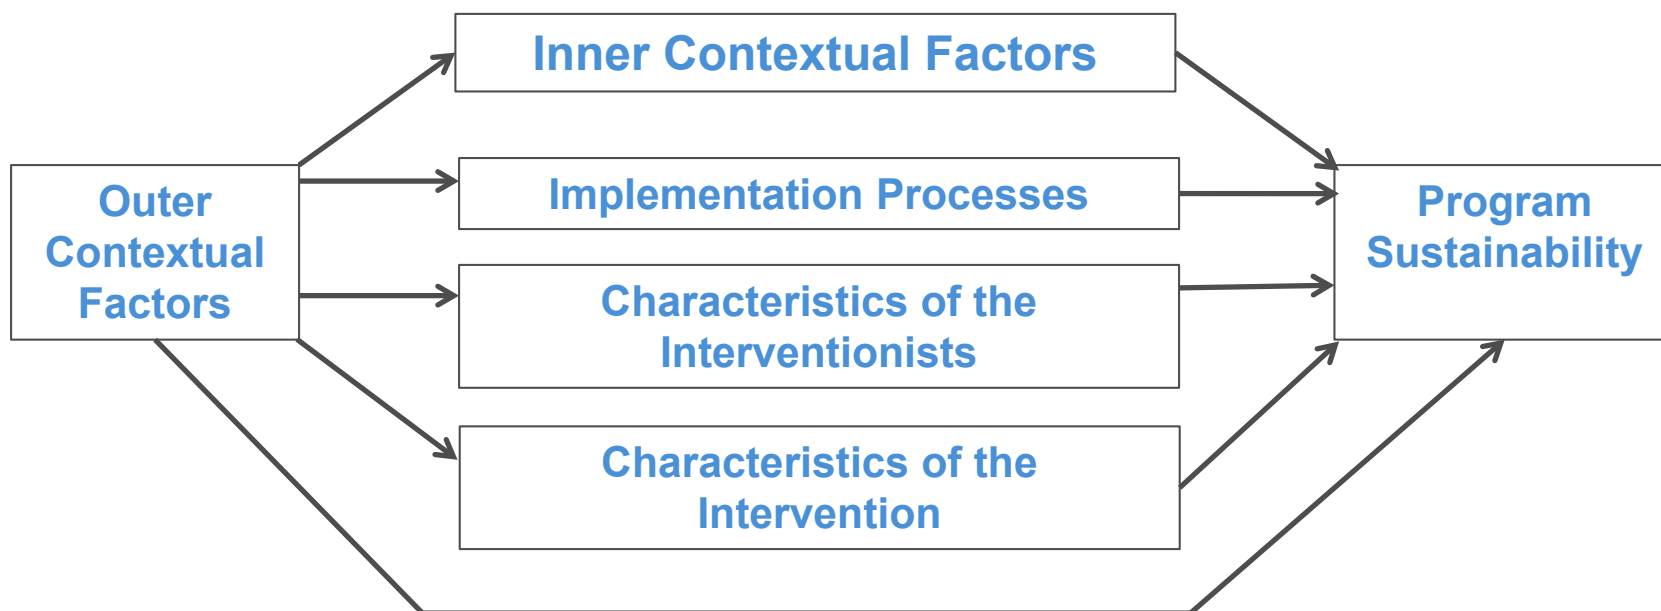 Inner Contextual Factors
Outer
Contextual
Factors
Implementation Processes
Characteristics of the
Interventionists
Characteristics of the
Intervention
Program
Sustainability